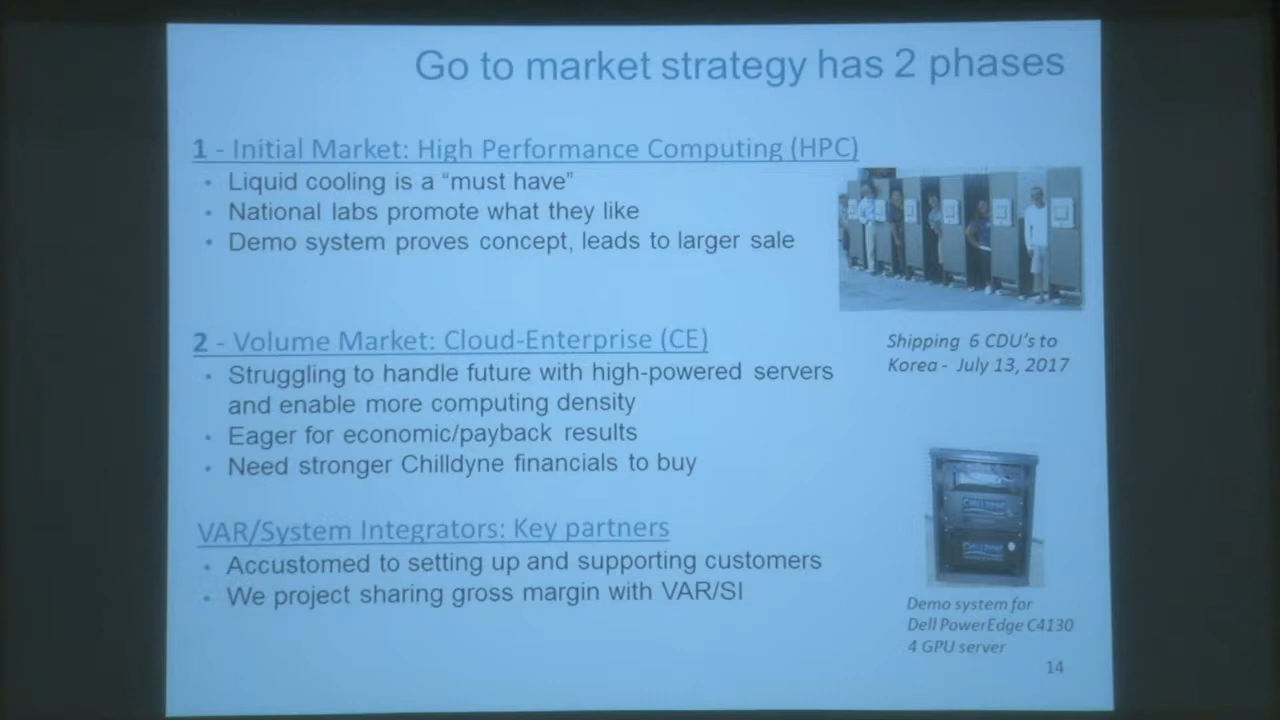 Go to market strategy has 2 phases
1 - Initial Market: High Performance Computing (HPC)
• Liquid cooling is a “must have”
• National labs promote what they like
• Demo system proves concept, leads to larger sale
Shipping 6 CDU's to
Korea - July 13, 2017
2 - Volume Market: Cloud-Enterprise (CE)
• Struggling to handle future with high-powered servers
and enable more computing density
• Eager for economic/payback results
• Need stronger Chilldyne financials to buy
VAR/System Integrators: Key partners
• Accustomed to setting up and supporting customers
• We project sharing gross margin with VAR/SI
Demo system for
Dell PowerEdge C4130
4 GPU server
14